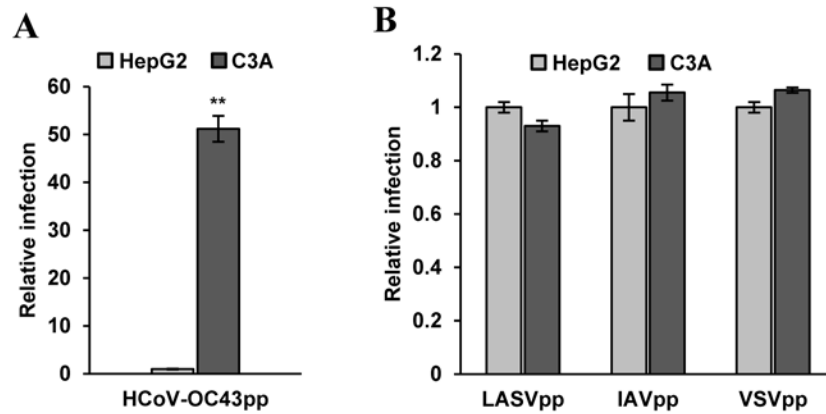 A
HepG2 C3A
Relative infection
60
50
40
30
20
10
0
**
HCoV-OC43pp
B
HepG2 C3A
Relative infection
1.2
1
0.8
0.6
0.4
0.2
0
LASVpp IAVpp VSVpp